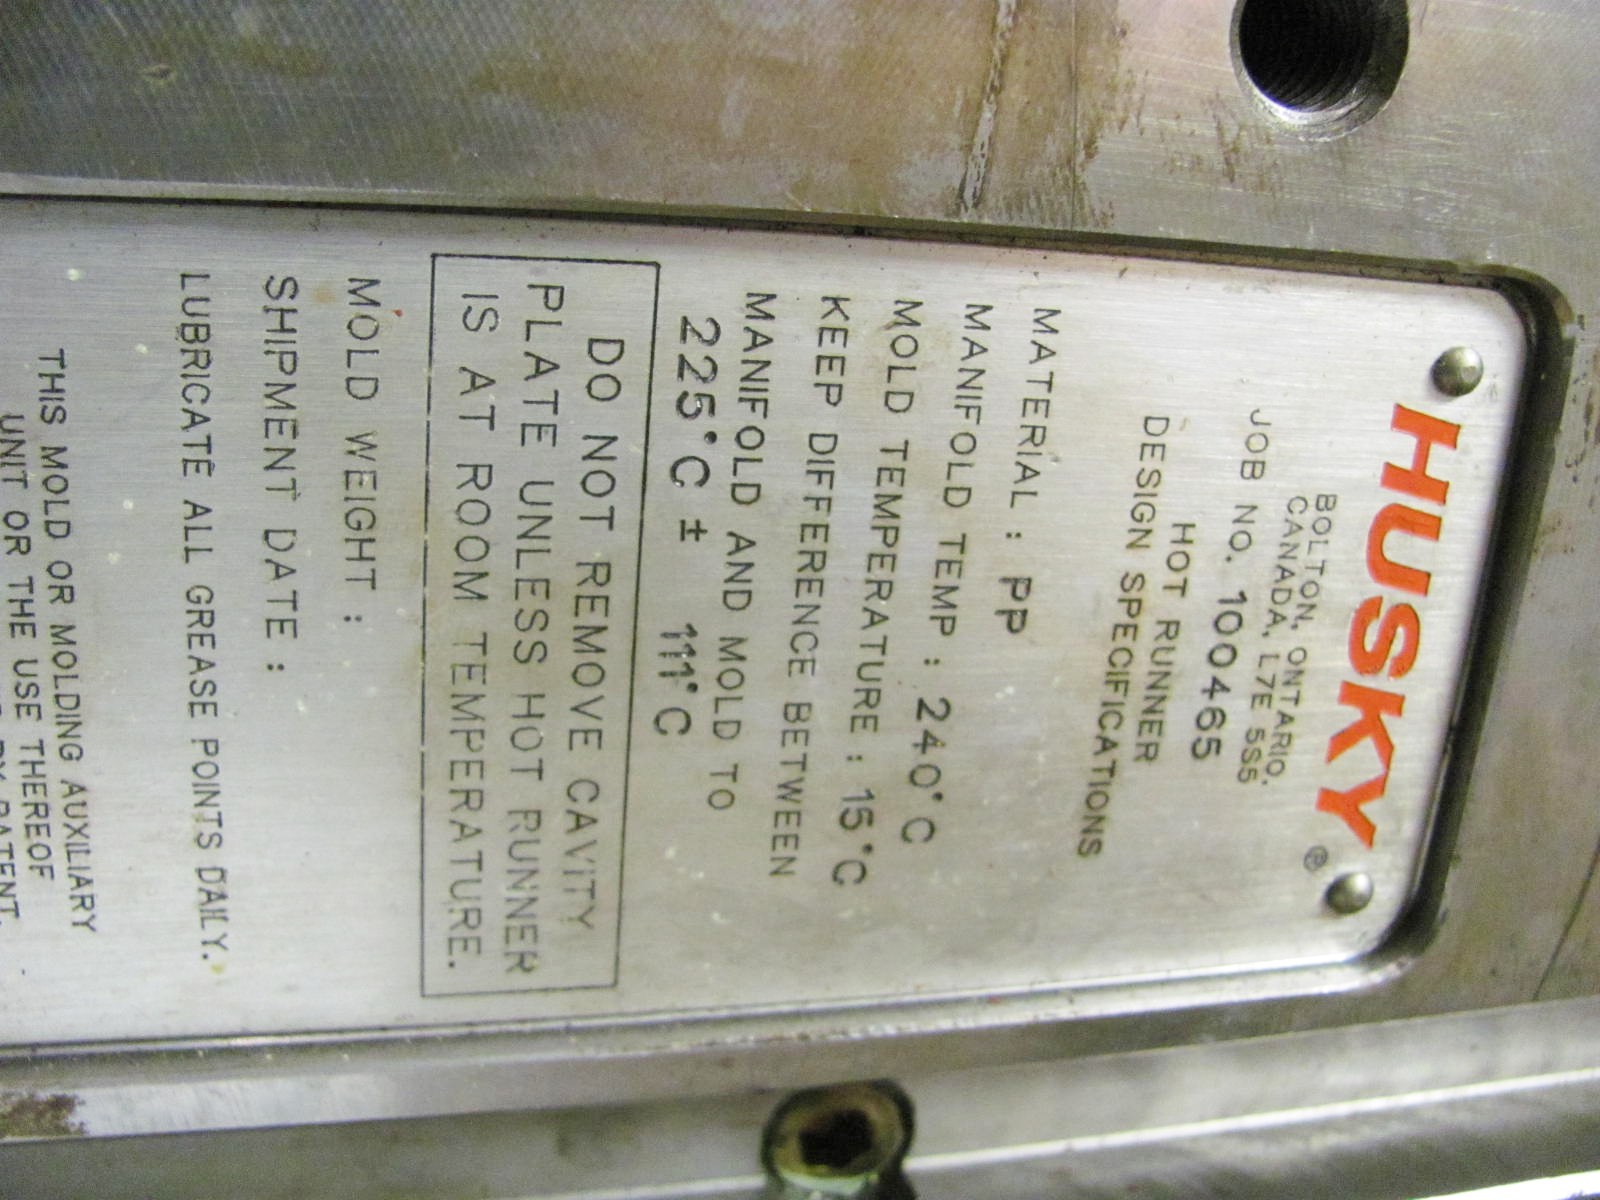 HUSKY®
BOLTON, ONTARIO,
CANADA, L7E 5S5
JOB NO. 100465
HOT RUNNER
DESIGN SPECIFICATIONS
MATERIAL : PP
MANIFOLD TEMP : 240°C
MOLD TEMPERATURE : 15°C
KEEP DIFFERENCE BETWEEN
MANIFOLD AND MOLD TO
225°C ± 111°C
DO NOT REMOVE CAVITY
PLATE UNLESS HOT RUNNER
IS AT ROOM TEMPERATURE.
MOLD WEIGHT :
SHIPMENT DATE :
LUBRICATE ALL GREASE POINTS DAILY.
THIS MOLD OR MOLDING AUXILIARY
UNIT OR THE USE THEREOF
BY PATENT.